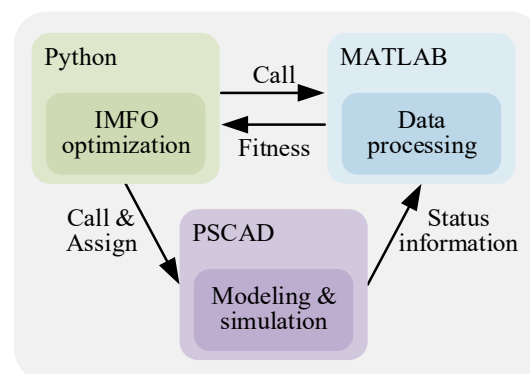 Python
MATLAB
Call
IMFO
optimization
Data
processing
Fitness
Call &
Assign
PSCAD
Status
information
Modeling &
simulation